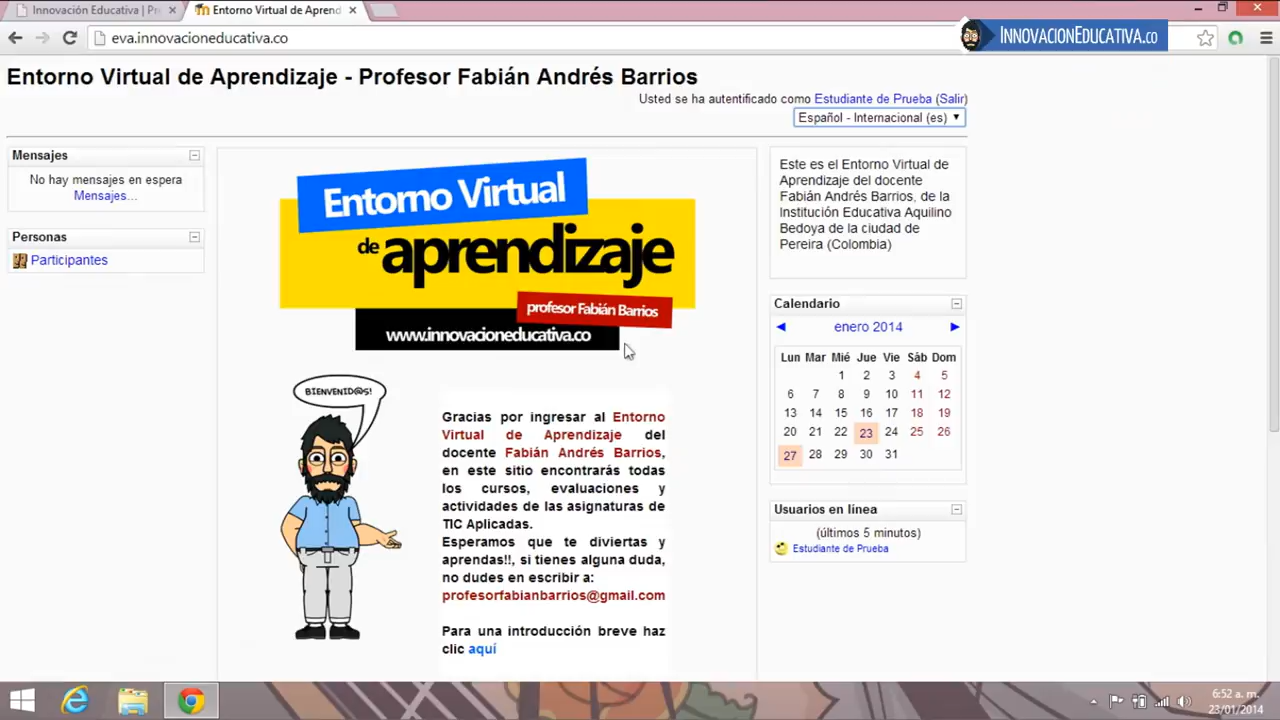 Innovación Educativa | Pr
Entorno Virtual de Aprend
eva.innovacioneducativa.co
INNOVACIONEDUCATIVA.CO
Entorno Virtual de Aprendizaje - Profesor Fabián Andrés Barrios
Usted se ha autentificado como Estudiante de Prueba (Salir)
Español - Internacional (es)
Mensajes
No hay mensajes en espera
Mensajes...
Personas
Participantes
Entorno Virtual
de aprendizaje
profesor Fabián Barrios
www.innovacioneducativa.co
BIENVENID@S!
Gracias por ingresar al Entorno
Virtual de Aprendizaje del
docente Fabián Andrés Barrios,
en este sitio encontrarás todas
los cursos, evaluaciones y
actividades de las asignaturas de
TIC Aplicadas.
Esperamos que te diviertas y
aprendas!!, si tienes alguna duda,
no dudes en escribir a:
profesorfabianbarrios@gmail.com
Para una introducción breve haz
clic aquí
Este es el Entorno Virtual de
Aprendizaje del docente
Fabián Andrés Barrios, de la
Institución Educativa Aquilino
Bedoya de la ciudad de
Pereira (Colombia)
Calendario
enero 2014
Lun Mar Mié Jue Vie Sáb Dom
1 2 3 4 5
6 7 8 9 10 11 12
13 14 15 16 17 18 19
20 21 22 23 24 25 26
27 28 29 30 31
Usuarios en línea
(últimos 5 minutos)
Estudiante de Prueba
6:52 a. m.
23/01/2014